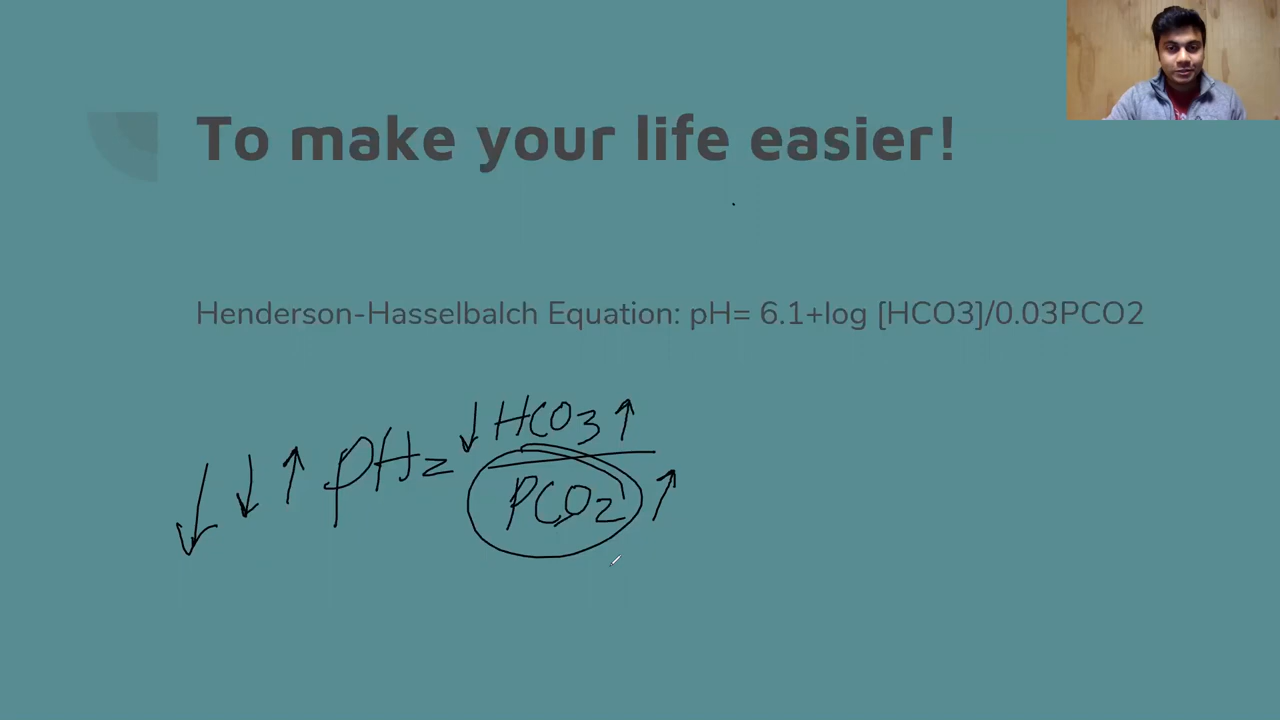 To make your life easier!
Henderson-Hasselbalch Equation: pH= 6.1+log [HCO3]/0.03PCO2
↓ ↓ ↑ pH= ↓ HCO3 ↑
PCO2 ↑